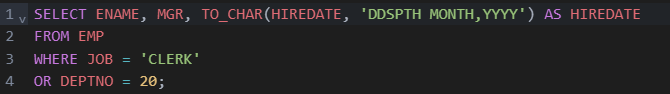 1 SELECT ENAME, MGR, TO_CHAR(HIREDATE, 'DDSPTH MONTH,YYYY') AS HIREDATE
2 FROM EMP
3 WHERE JOB = 'CLERK'
4 OR DEPTNO = 20;